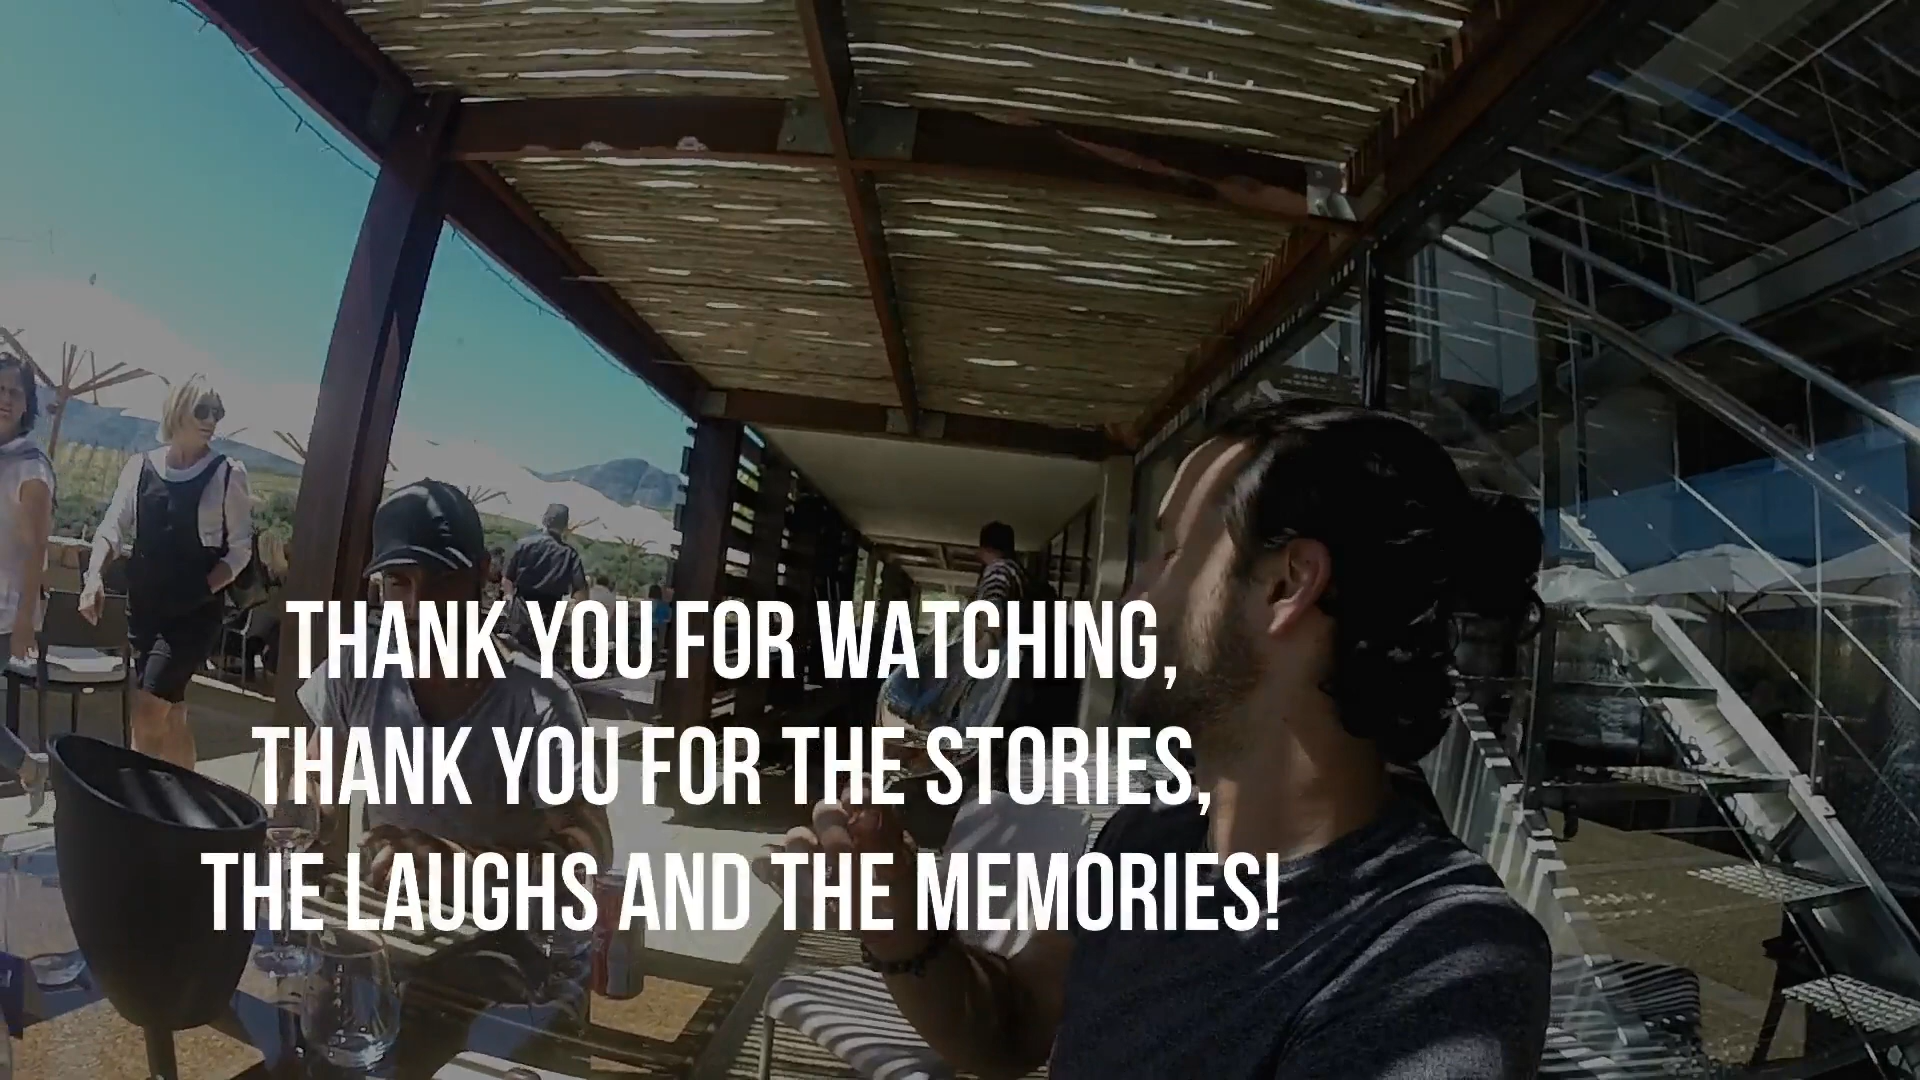 THANK YOU FOR WATCHING,
THANK YOU FOR THE STORIES,
THE LAUGHS AND THE MEMORIES!